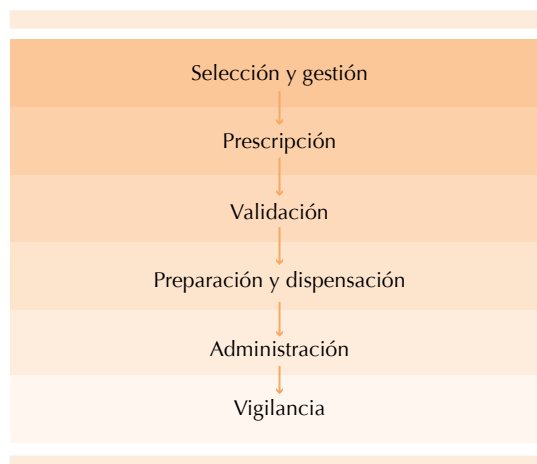 Selección y gestión
Prescripción
Validación
Preparación y dispensación
Administración
Vigilancia